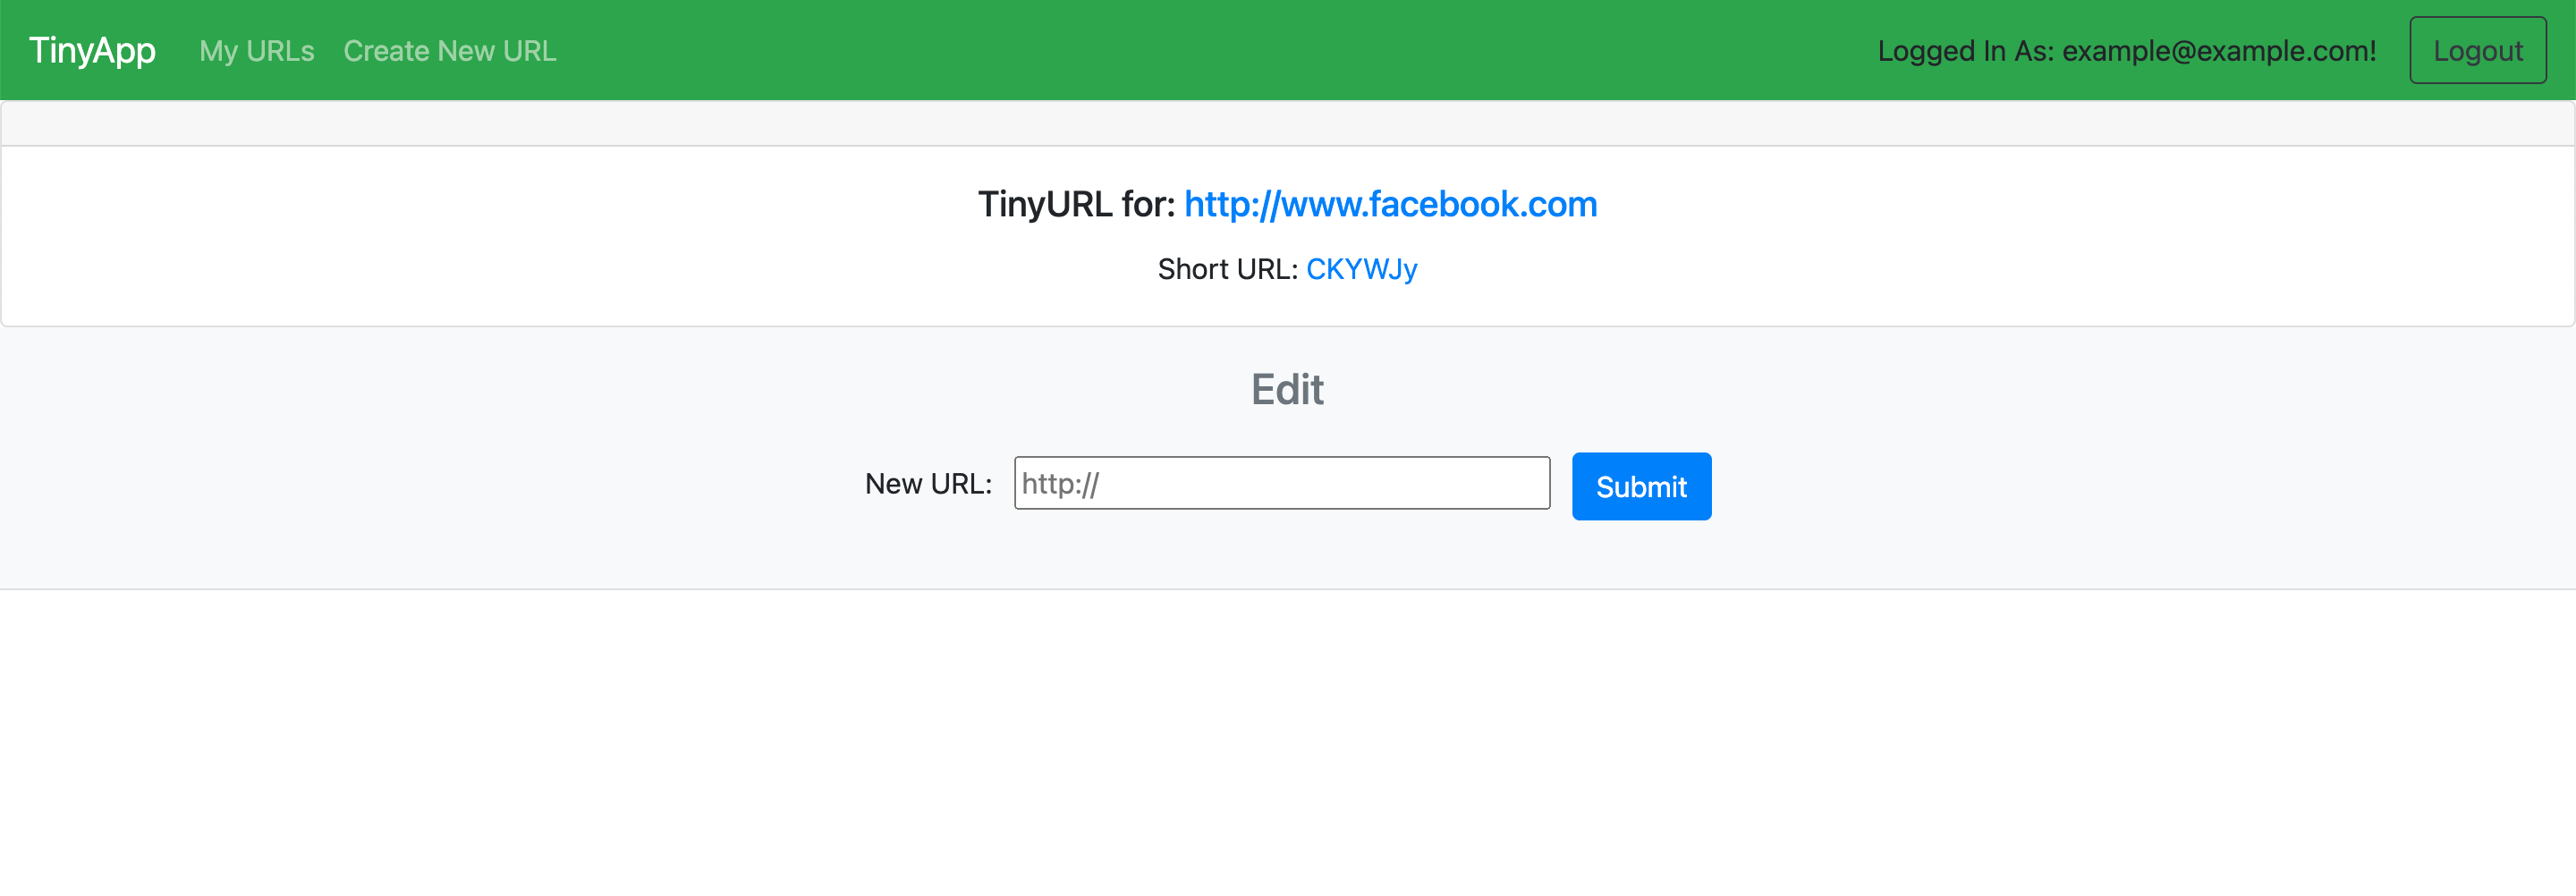 TinyApp My URLs Create New URL Logged In As: example@example.com! Logout
TinyURL for: http://www.facebook.com
Short URL: CKYWJy
Edit
New URL: http:// Submit